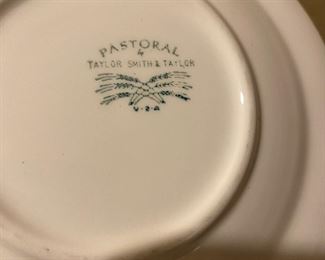 PASTORAL
by
TAYLOR SMITH & TAYLOR
U-S-A